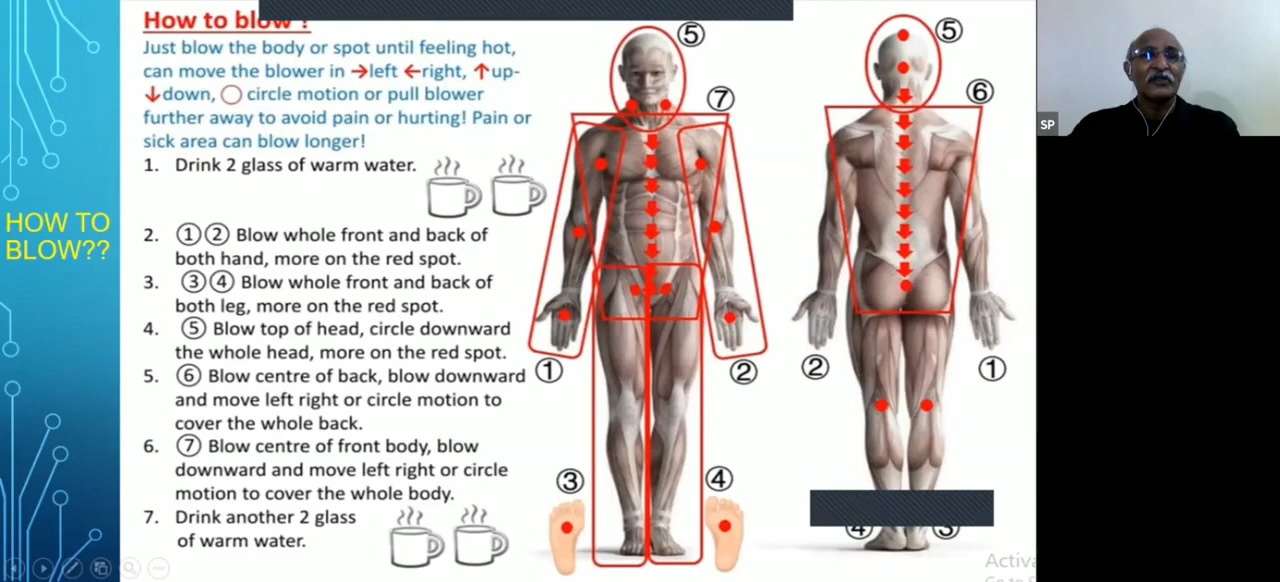 HOW TO
BLOW??
How to blow ?
Just blow the body or spot until feeling hot,
can move the blower in →left ←right, ↑up-
↓down, ○ circle motion or pull blower
further away to avoid pain or hurting! Pain or
sick area can blow longer!
1. Drink 2 glass of warm water.
2. ①② Blow whole front and back of
both hand, more on the red spot.
3. ③④ Blow whole front and back of
both leg, more on the red spot.
4. ⑤ Blow top of head, circle downward
the whole head, more on the red spot.
5. ⑥ Blow centre of back, blow downward
and move left right or circle motion to
cover the whole back.
6. ⑦ Blow centre of front body, blow
downward and move left right or circle
motion to cover the whole body.
7. Drink another 2 glass
of warm water.
⑤
⑦
①
②
③
④
⑤
⑥
②
①
④
③
SP
Activa